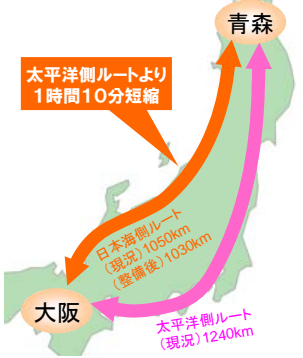 青森
太平洋側ルートより
1時間10分短縮
日本海側ルート
(現況)1050km
(整備後)1030km
大阪
太平洋側ルート
(現況)1240km